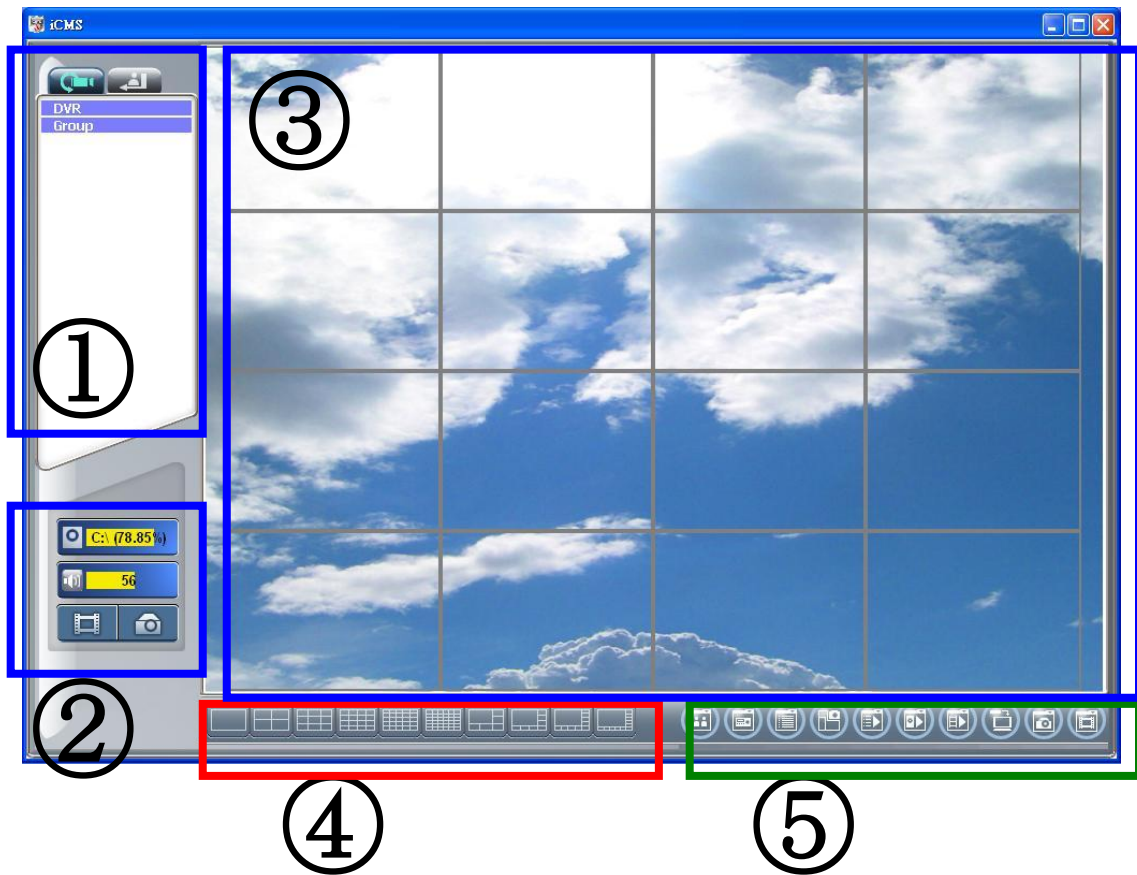 iCMS
③
DVR
Group
①
C:\ (78.85%)
56
②
④
⑤